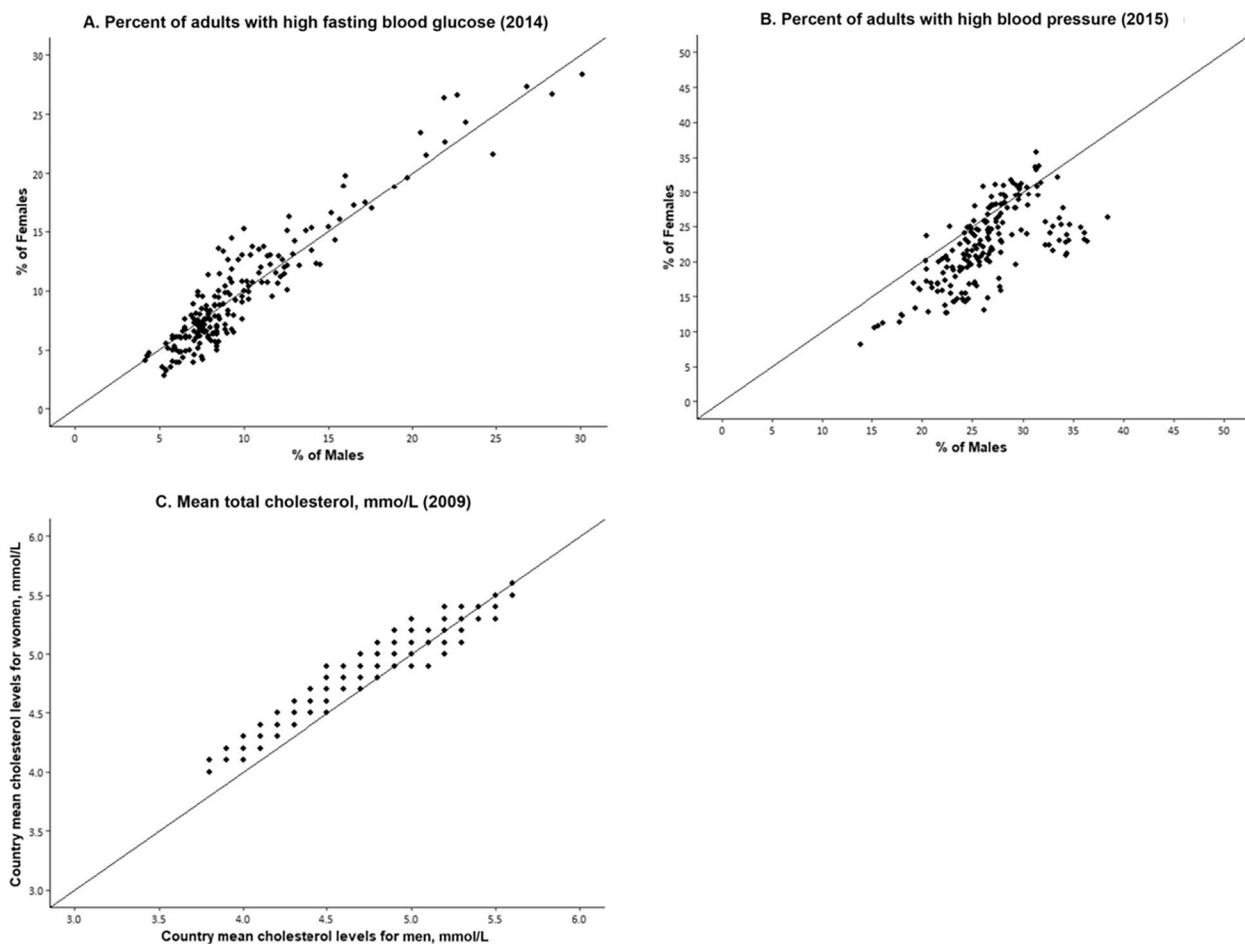 A. Percent of adults with high fasting blood glucose (2014)
% of Females
30
25
20
15
10
5
0
0 5 10 15 20 25 30
% of Males
B. Percent of adults with high blood pressure (2015)
% of Females
50
45
40
35
30
25
20
15
10
5
0
0 5 10 15 20 25 30 35 40 45 50
% of Males
C. Mean total cholesterol, mmo/L (2009)
Country mean cholesterol levels for women, mmol/L
6.0
5.5
5.0
4.5
4.0
3.5
3.0
3.0 3.5 4.0 4.5 5.0 5.5 6.0
Country mean cholesterol levels for men, mmol/L